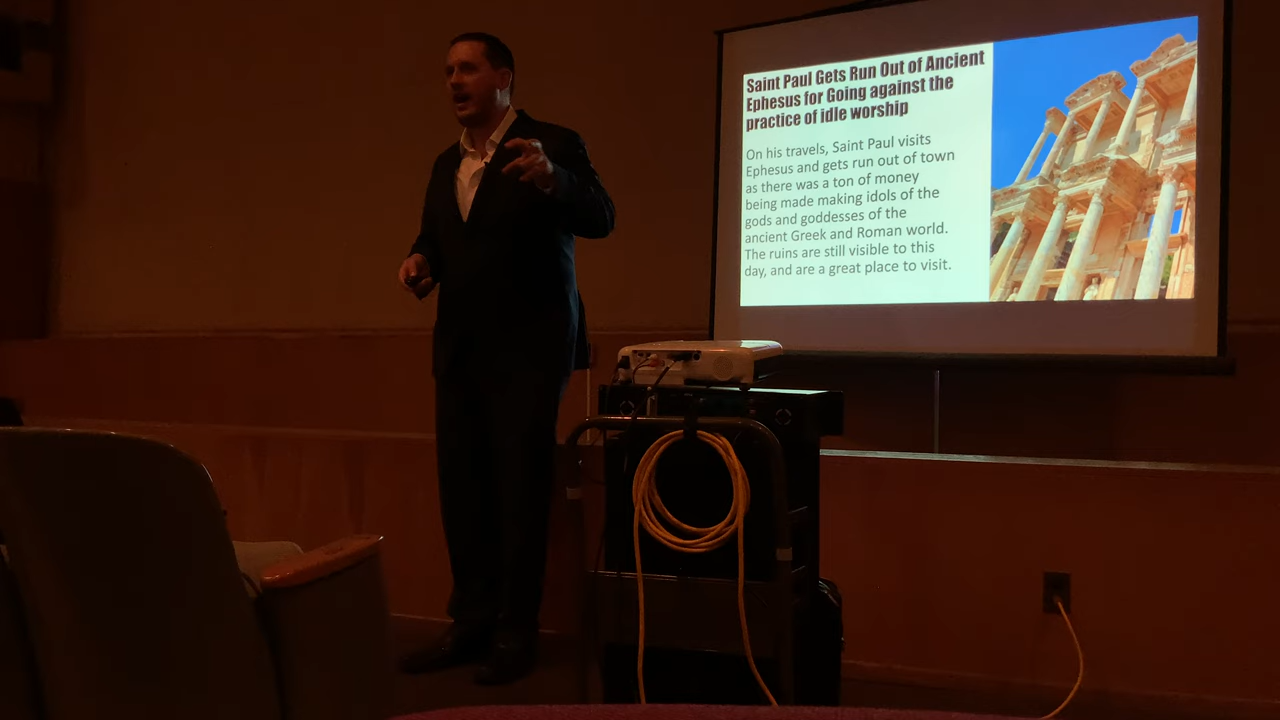 Saint Paul Gets Run Out of Ancient
Ephesus for Going against the
practice of idle worship
On his travels, Saint Paul visits
Ephesus and gets run out of town
as there was a ton of money
being made making idols of the
gods and goddesses of the
ancient Greek and Roman world.
The ruins are still visible to this
day, and are a great place to visit.